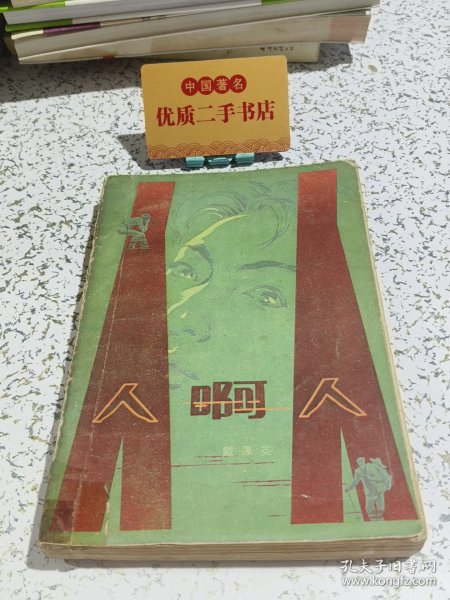 中国著名
优质二手书店
人 啊 人
戴厚英
孔夫子旧书网
www.kongfz.com